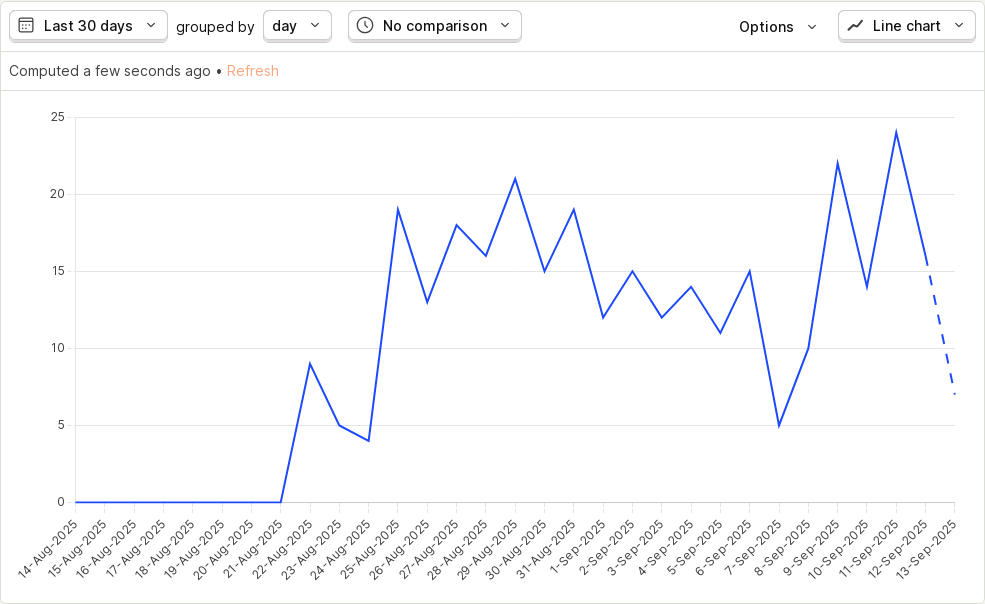 Last 30 days grouped by day No comparison Options Line chart
Computed a few seconds ago • Refresh
25
20
15
10
5
0
14-Aug-2025
15-Aug-2025
16-Aug-2025
17-Aug-2025
18-Aug-2025
19-Aug-2025
20-Aug-2025
21-Aug-2025
22-Aug-2025
23-Aug-2025
24-Aug-2025
25-Aug-2025
26-Aug-2025
27-Aug-2025
28-Aug-2025
29-Aug-2025
30-Aug-2025
31-Aug-2025
1-Sep-2025
2-Sep-2025
3-Sep-2025
4-Sep-2025
5-Sep-2025
6-Sep-2025
7-Sep-2025
8-Sep-2025
9-Sep-2025
10-Sep-2025
11-Sep-2025
12-Sep-2025
13-Sep-2025